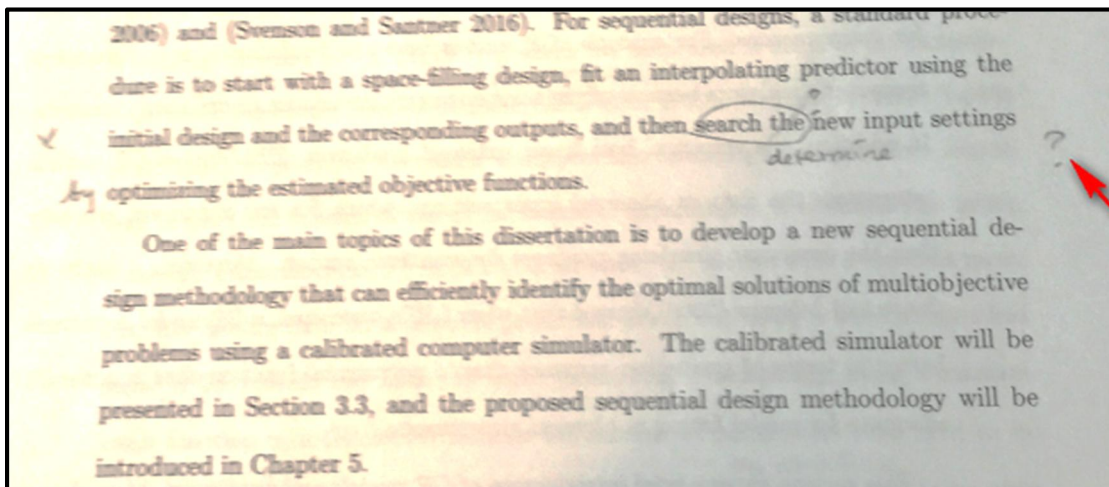 2006) and (Svenson and Santner 2016). For sequential designs, a standard proce-
dure is to start with a space-filling design, fit an interpolating predictor using the
initial design and the corresponding outputs, and then search the new input settings
?
determine
?
by optimizing the estimated objective functions.
One of the main topics of this dissertation is to develop a new sequential de-
sign methodology that can efficiently identify the optimal solutions of multiobjective
problems using a calibrated computer simulator. The calibrated simulator will be
presented in Section 3.3, and the proposed sequential design methodology will be
introduced in Chapter 5.